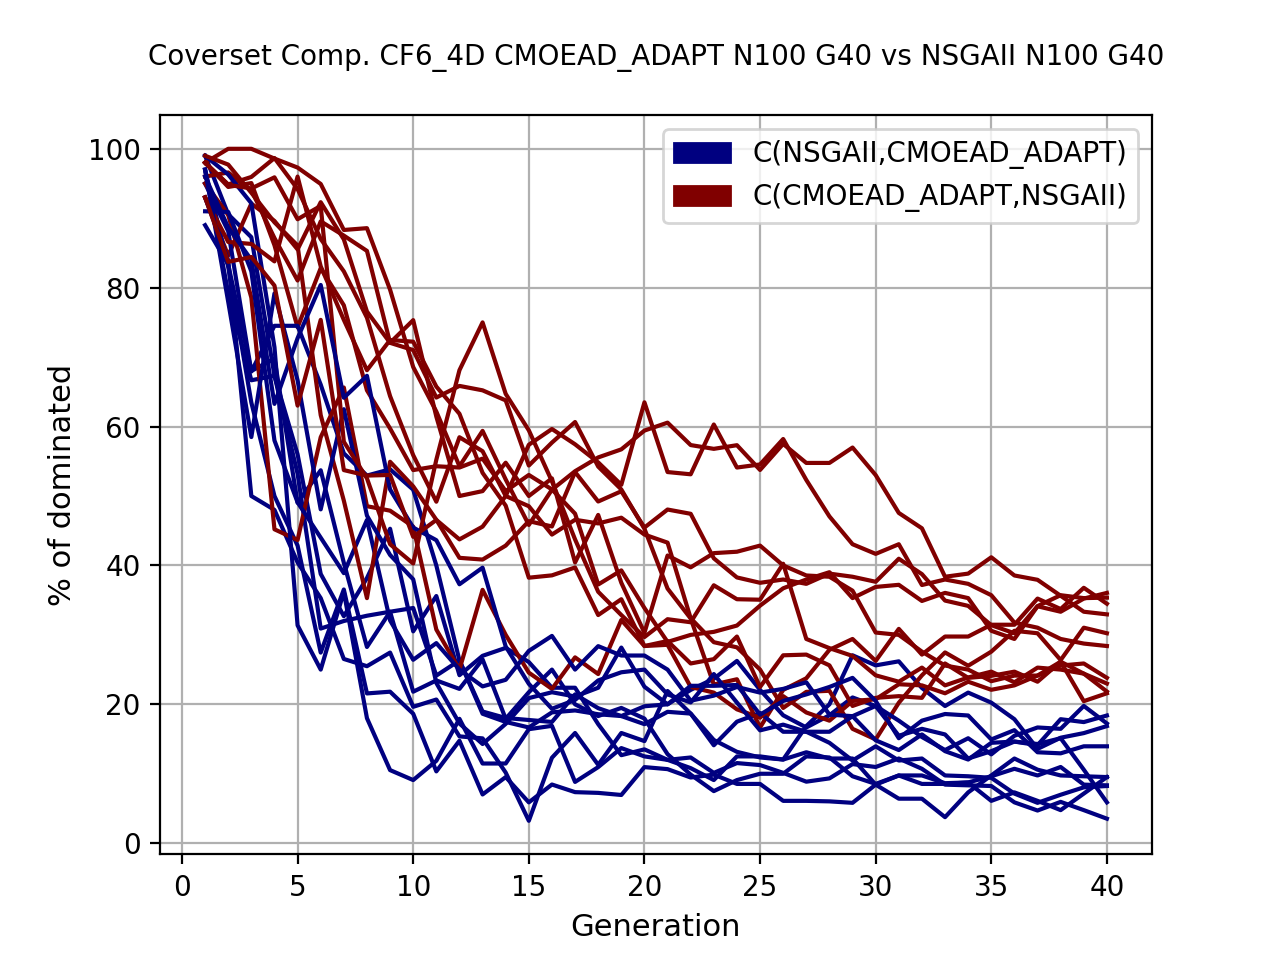 Coverset Comp. CF6_4D CMOEAD_ADAPT N100 G40 vs NSGAII N100 G40
C(NSGAII,CMOEAD_ADAPT)
C(CMOEAD_ADAPT,NSGAII)
% of dominated
100
80
60
40
20
0
0 5 10 15 20 25 30 35 40
Generation